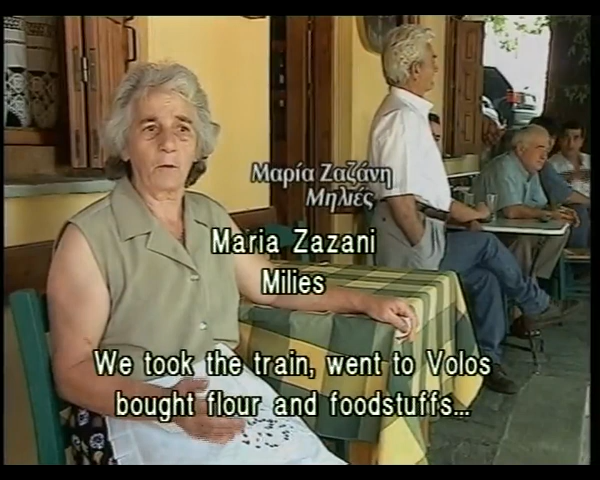 Μαρία Ζαζάνη
Μηλιές
Maria Zazani
Milies
We took the train, went to Volos
bought flour and foodstuffs...